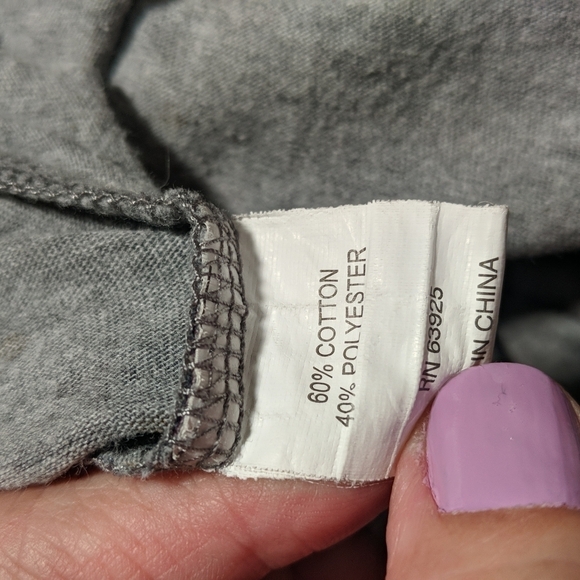 60% COTTON
40% POLYESTER
RN 63925
IN CHINA